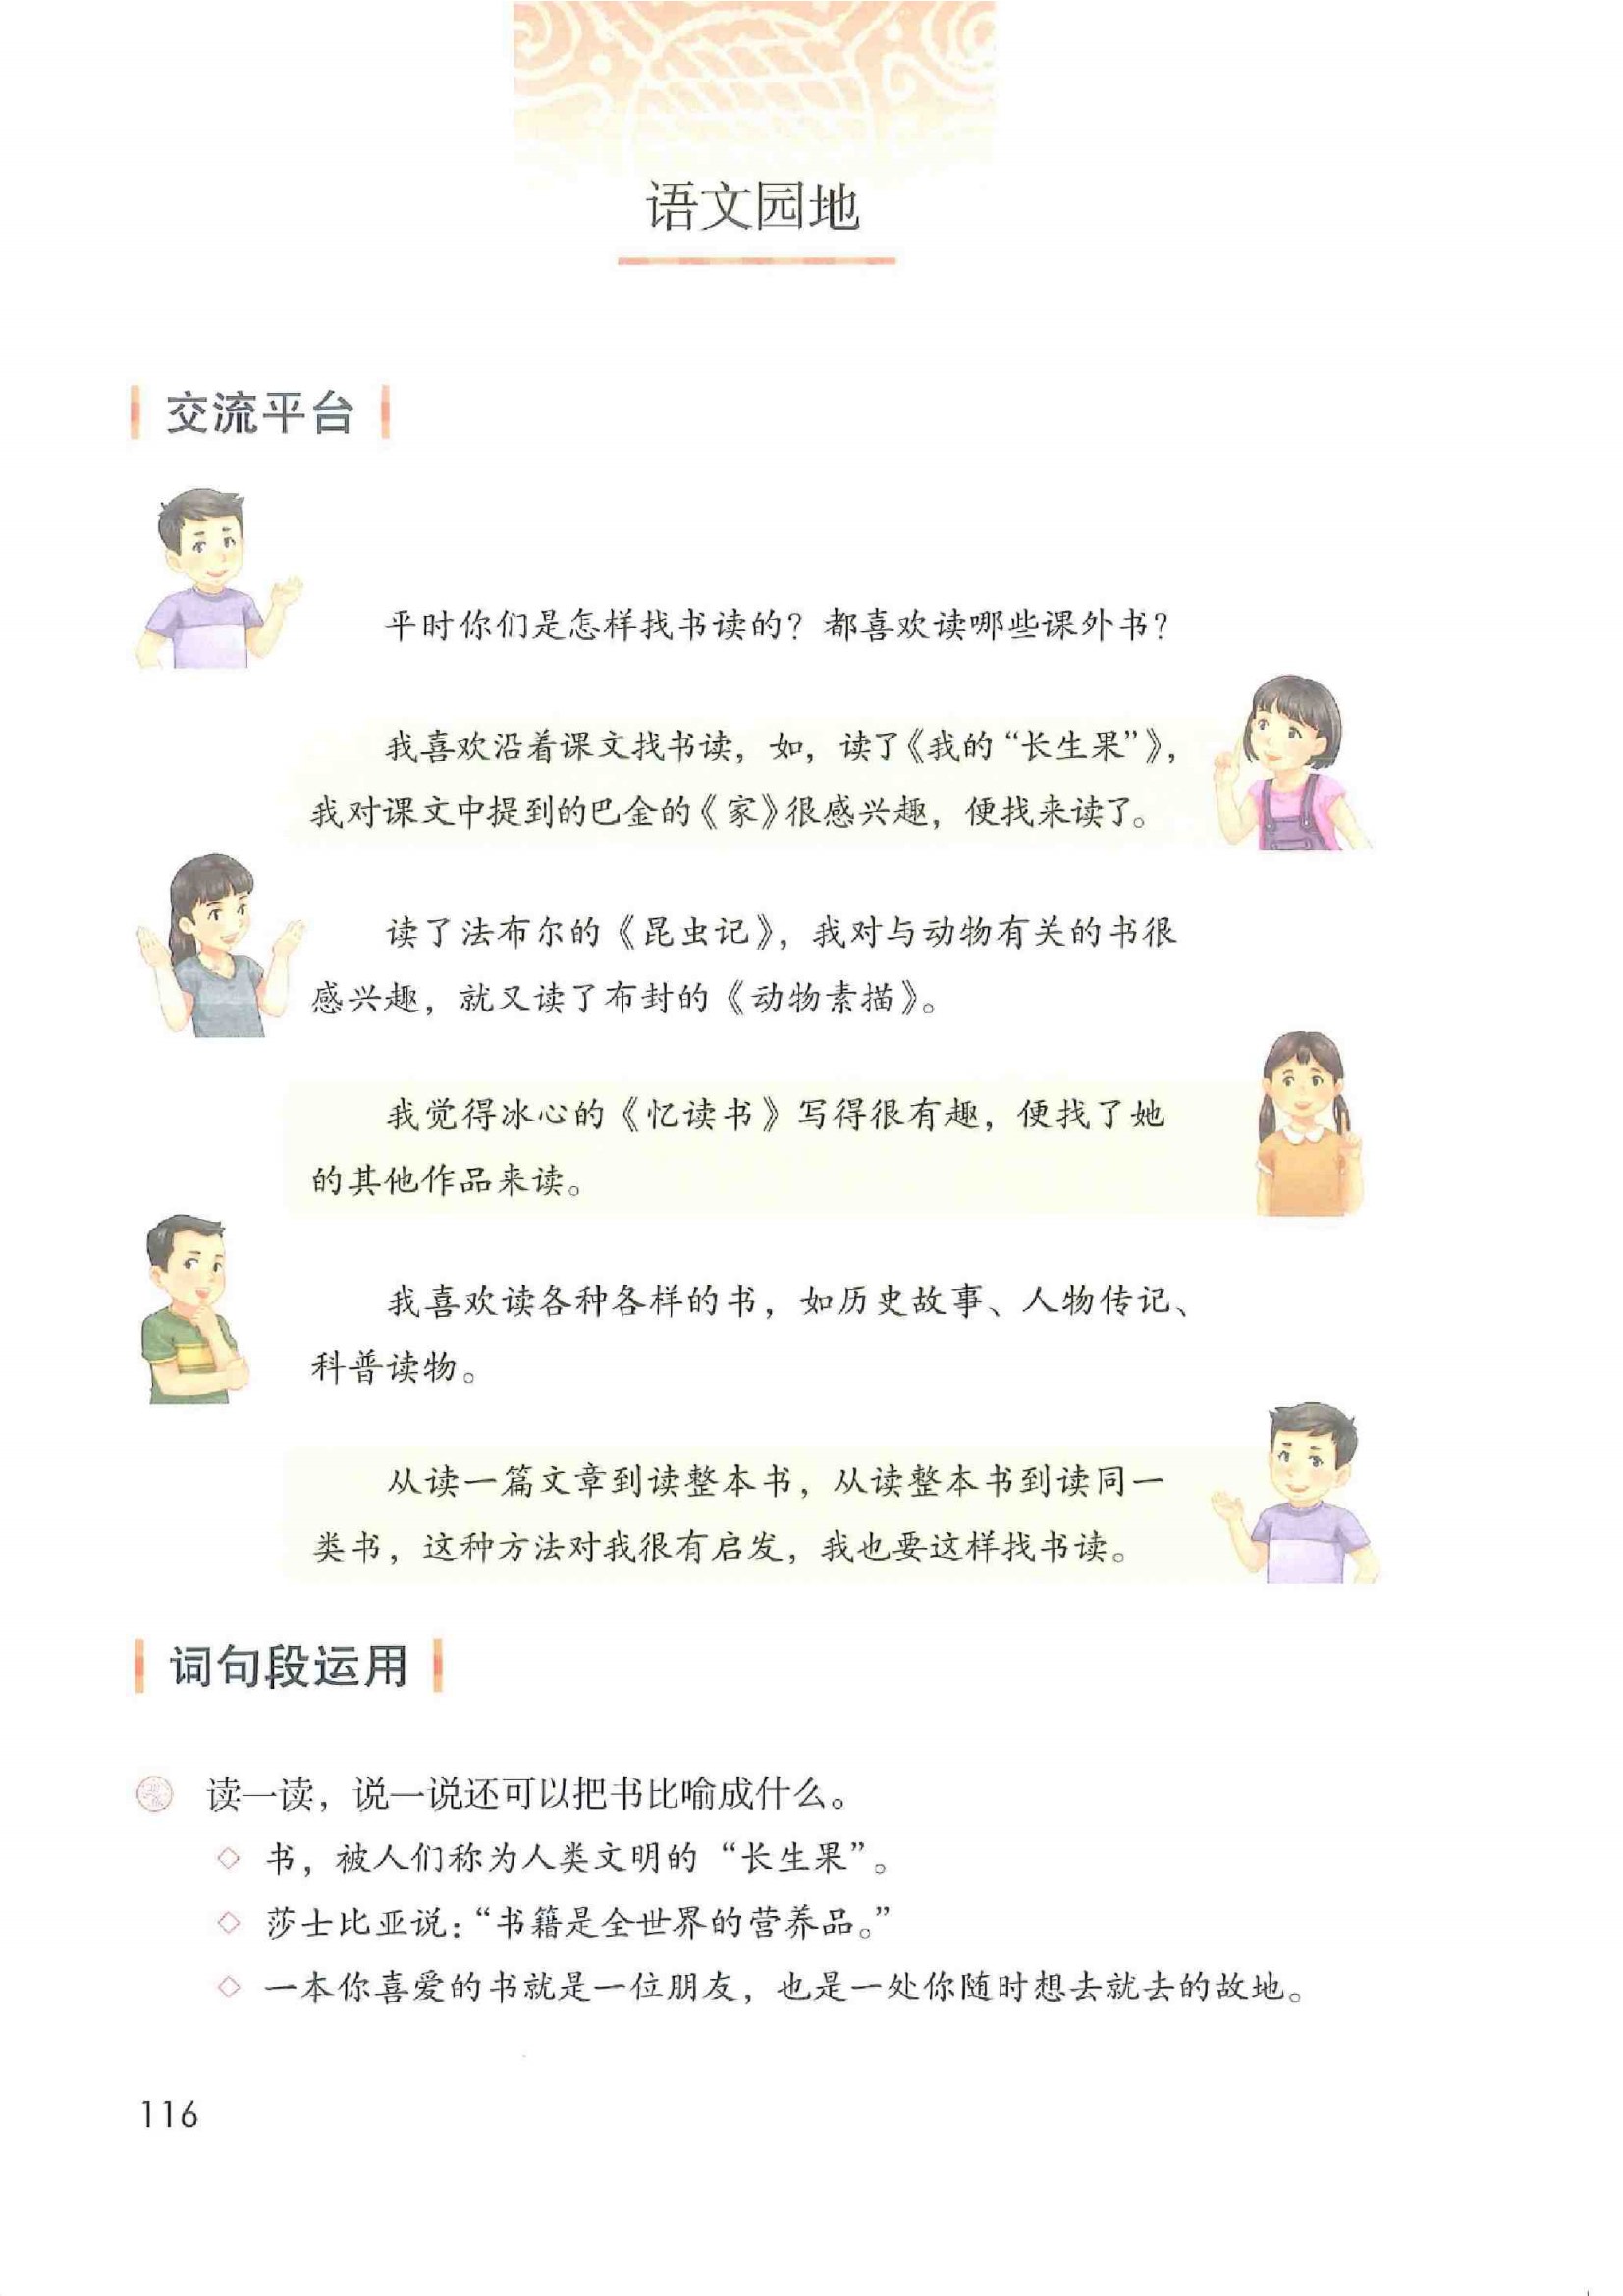 语文园地
交流平台
平时你们是怎样找书读的？都喜欢读哪些课外书？
我喜欢沿着课文找书读，如，读了《我的“长生果”》，
我对课文中提到的巴金的《家》很感兴趣，便找来读了。
读了法布尔的《昆虫记》，我对与动物有关的书很
感兴趣，就又读了布封的《动物素描》。
我觉得冰心的《忆读书》写得很有趣，便找了她
的其他作品来读。
我喜欢读各种各样的书，如历史故事、人物传记、
科普读物。
从读一篇文章到读整本书，从读整本书到读同一
类书，这种方法对我很有启发，我也要这样找书读。
词句段运用
读一读，说一说还可以把书比喻成什么。
◇ 书，被人们称为人类文明的“长生果”。
◇ 莎士比亚说：“书籍是全世界的营养品。”
◇ 一本你喜爱的书就是一位朋友，也是一处你随时想去就去的故地。
116